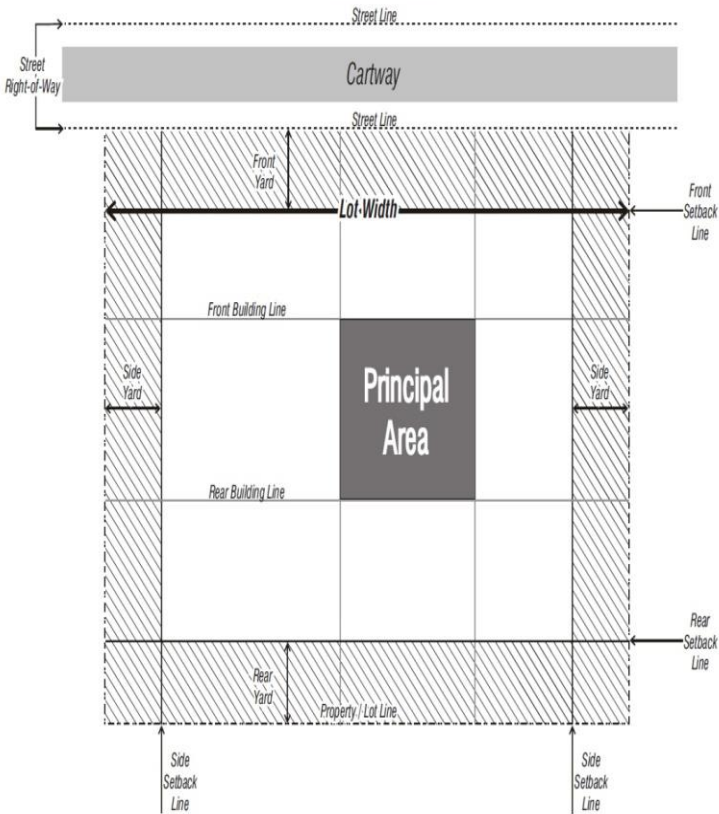 Street Line
Street
Right-of-Way
Cartway
Street Line
Front
Yard
Lot Width
Front
Setback
Line
Front Building Line
Side
Yard
Principal
Area
Side
Yard
Rear Building Line
Rear
Setback
Line
Rear
Yard
Property / Lot Line
Side
Setback
Line
Side
Setback
Line